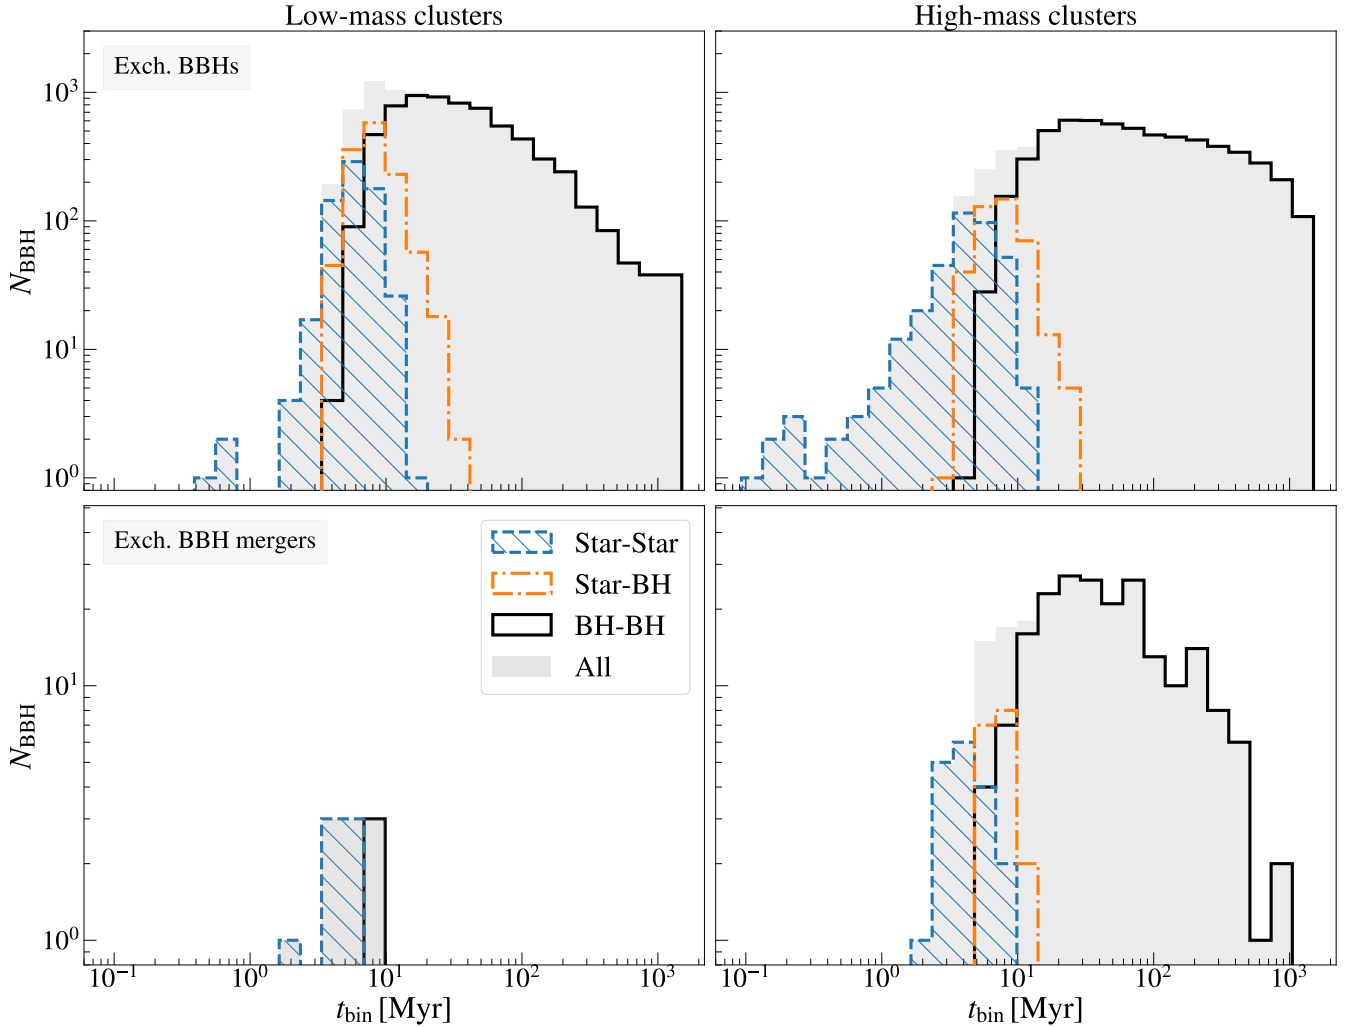 Low-mass clusters
High-mass clusters
Exch. BBHs
10³
10²
10¹
10⁰
N_BBH
Exch. BBH mergers
Star-Star
Star-BH
BH-BH
All
10¹
10⁰
N_BBH
10⁻¹ 10⁰ 10¹ 10² 10³
10⁻¹ 10⁰ 10¹ 10² 10³
t_bin [Myr]
t_bin [Myr]